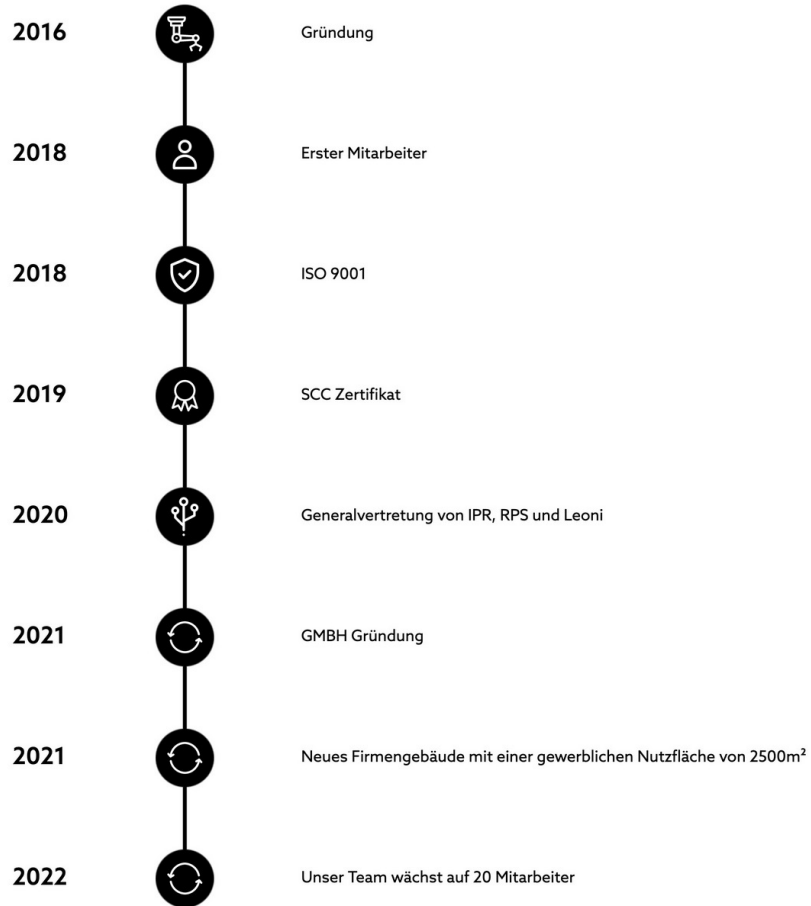 2016 Gründung
2018 Erster Mitarbeiter
2018 ISO 9001
2019 SCC Zertifikat
2020 Generalvertretung von IPR, RPS und Leoni
2021 GMBH Gründung
2021 Neues Firmengebäude mit einer gewerblichen Nutzfläche von 2500m²
2022 Unser Team wächst auf 20 Mitarbeiter